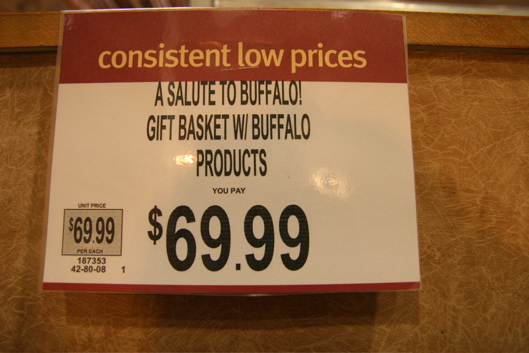 consistent low prices
A SALUTE TO BUFFALO!
GIFT BASKET W/ BUFFALO
PRODUCTS
YOU PAY
$69.99
UNIT PRICE
$69.99
PER EACH
187353
42-80-08 1